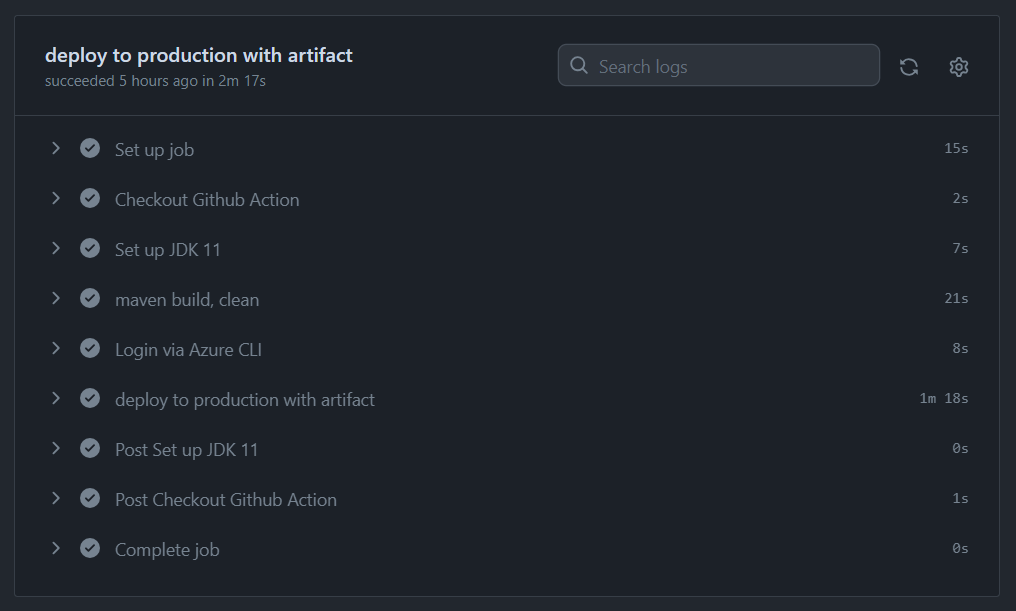 deploy to production with artifact
succeeded 5 hours ago in 2m 17s
Search logs
Set up job 15s
Checkout Github Action 2s
Set up JDK 11 7s
maven build, clean 21s
Login via Azure CLI 8s
deploy to production with artifact 1m 18s
Post Set up JDK 11 0s
Post Checkout Github Action 1s
Complete job 0s